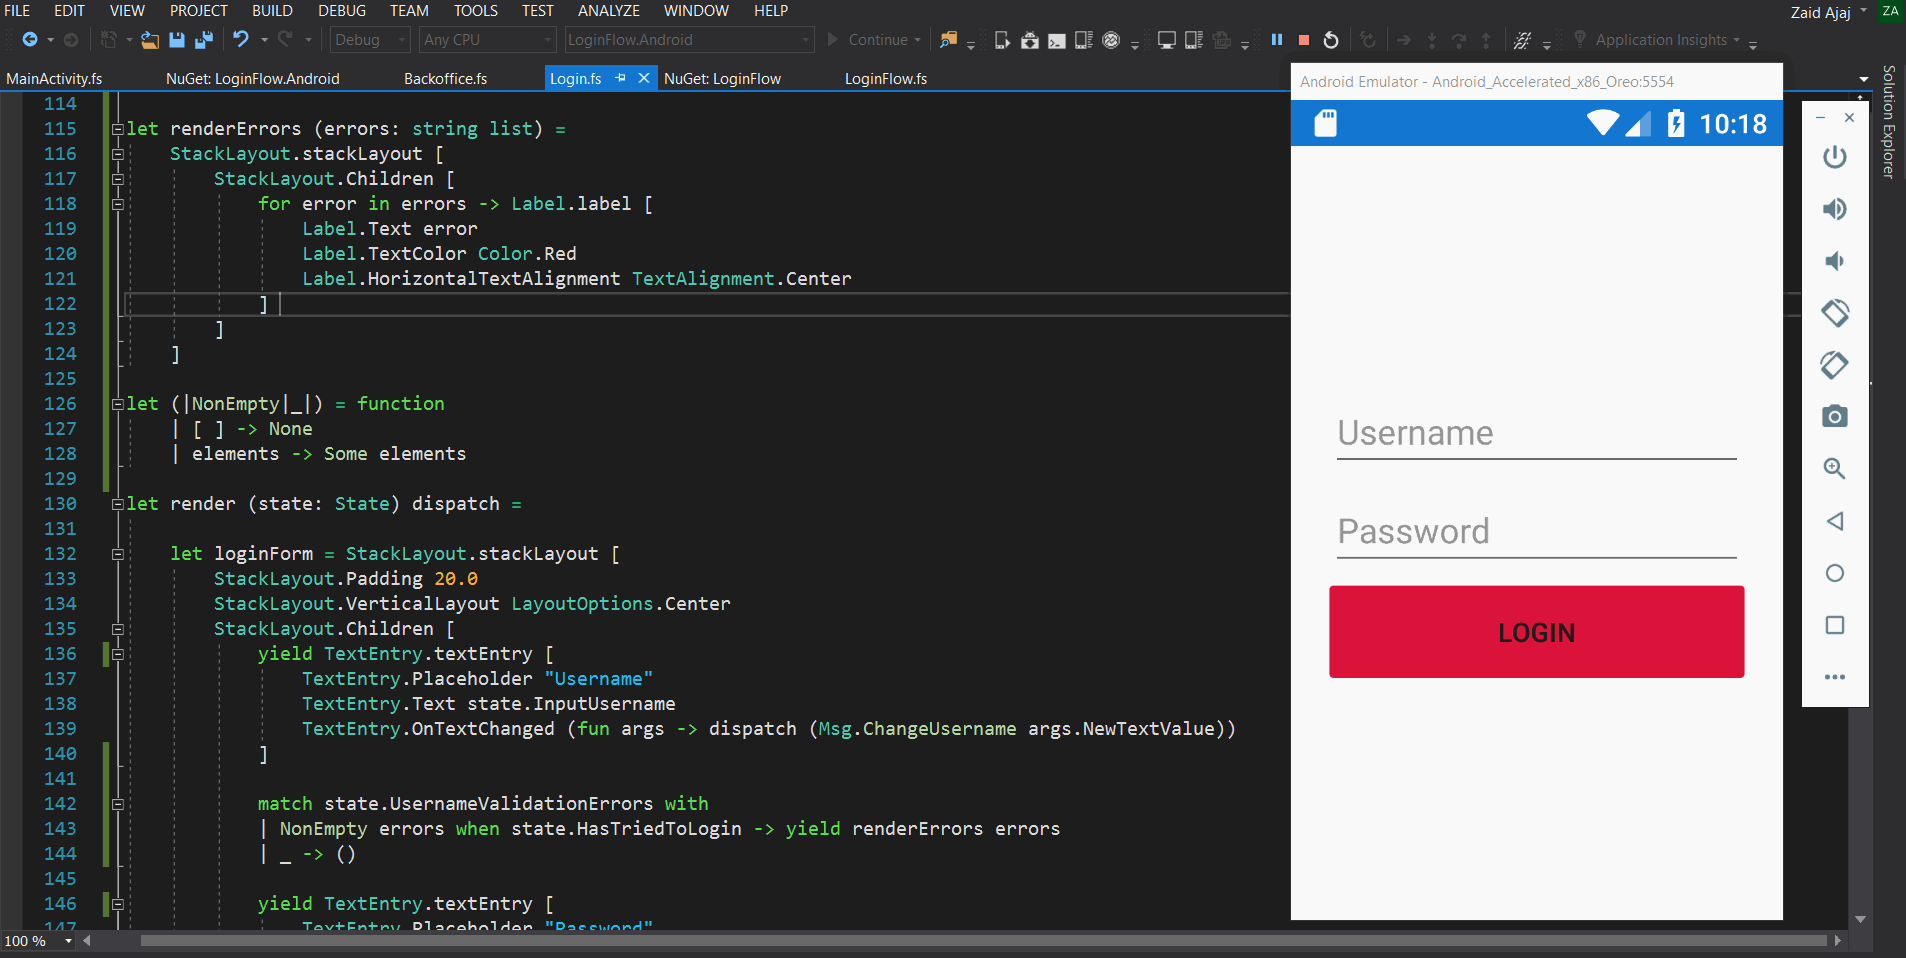 FILE EDIT VIEW PROJECT BUILD DEBUG TEAM TOOLS TEST ANALYZE WINDOW HELP
Zaid Ajaj ZA
Debug Any CPU LoginFlow.Android Continue Application Insights
MainActivity.fs NuGet: LoginFlow.Android Backoffice.fs Login.fs NuGet: LoginFlow LoginFlow.fs
Solution Explorer
114
115 let renderErrors (errors: string list) =
116 StackLayout.stackLayout [
117 StackLayout.Children [
118 for error in errors -> Label.label [
119 Label.Text error
120 Label.TextColor Color.Red
121 Label.HorizontalTextAlignment TextAlignment.Center
122 ]
123 ]
124 ]
125
126 let (|NonEmpty|_|) = function
127 | [ ] -> None
128 | elements -> Some elements
129
130 let render (state: State) dispatch =
131
132 let loginForm = StackLayout.stackLayout [
133 StackLayout.Padding 20.0
134 StackLayout.VerticalLayout LayoutOptions.Center
135 StackLayout.Children [
136 yield TextEntry.textEntry [
137 TextEntry.Placeholder "Username"
138 TextEntry.Text state.InputUsername
139 TextEntry.OnTextChanged (fun args -> dispatch (Msg.ChangeUsername args.NewTextValue))
140 ]
141
142 match state.UsernameValidationErrors with
143 | NonEmpty errors when state.HasTriedToLogin -> yield renderErrors errors
144 | _ -> ()
145
146 yield TextEntry.textEntry [
147 TextEntry.Placeholder "Password"
100 %
Android Emulator - Android_Accelerated_x86_Oreo:5554
10:18
Username
Password
LOGIN